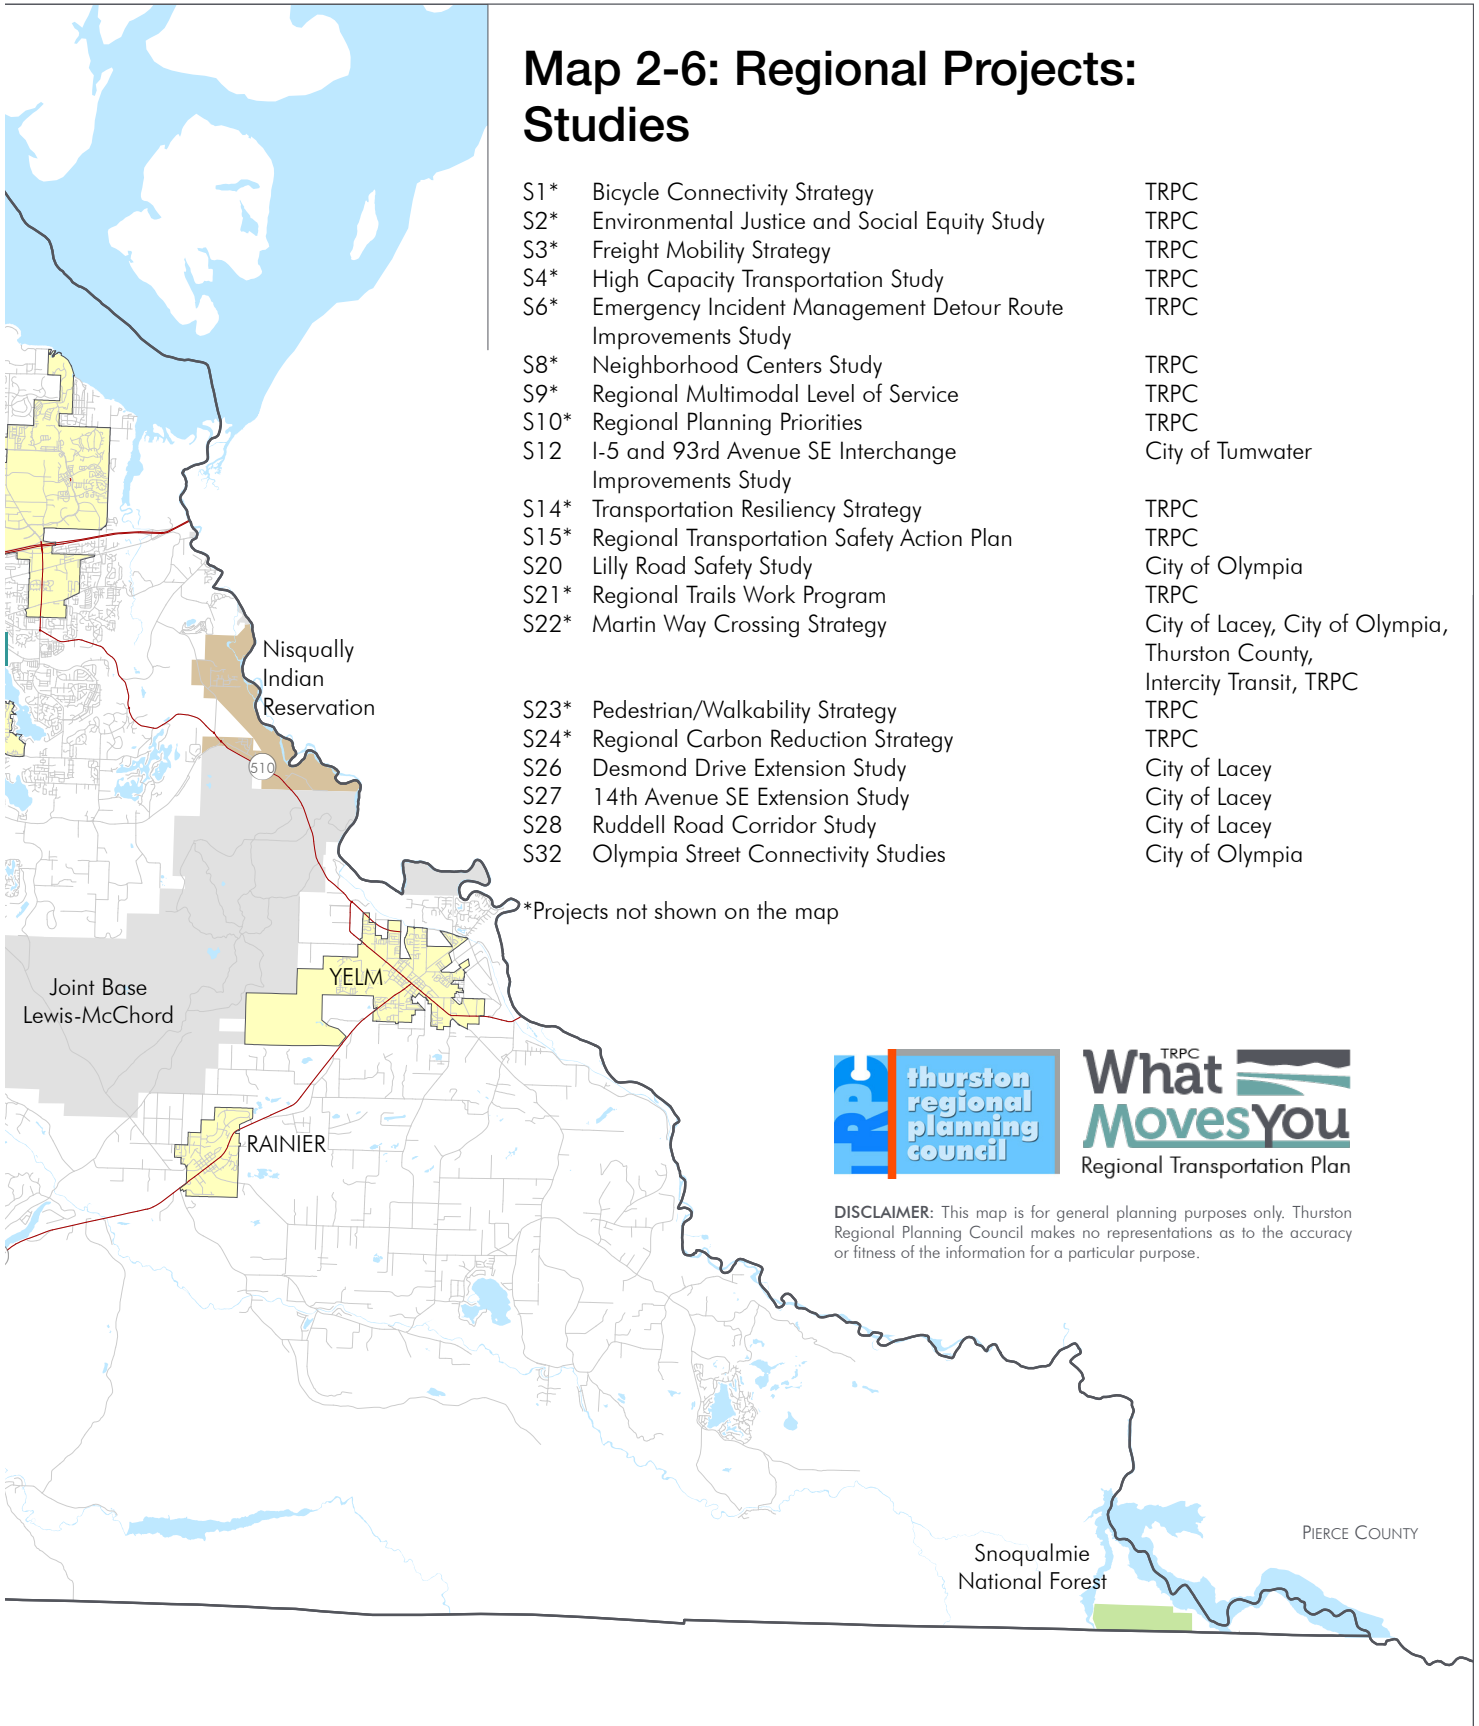 Map 2-6: Regional Projects:
Studies
S1* Bicycle Connectivity Strategy TRPC
S2* Environmental Justice and Social Equity Study TRPC
S3* Freight Mobility Strategy TRPC
S4* High Capacity Transportation Study TRPC
S6* Emergency Incident Management Detour Route TRPC
Improvements Study
S8* Neighborhood Centers Study TRPC
S9* Regional Multimodal Level of Service TRPC
S10* Regional Planning Priorities TRPC
S12 I-5 and 93rd Avenue SE Interchange City of Tumwater
Improvements Study
S14* Transportation Resiliency Strategy TRPC
S15* Regional Transportation Safety Action Plan TRPC
S20 Lilly Road Safety Study City of Olympia
S21* Regional Trails Work Program TRPC
S22* Martin Way Crossing Strategy City of Lacey, City of Olympia,
Thurston County,
Intercity Transit, TRPC
S23* Pedestrian/Walkability Strategy TRPC
S24* Regional Carbon Reduction Strategy TRPC
S26 Desmond Drive Extension Study City of Lacey
S27 14th Avenue SE Extension Study City of Lacey
S28 Ruddell Road Corridor Study City of Lacey
S32 Olympia Street Connectivity Studies City of Olympia
*Projects not shown on the map
Nisqually
Indian
Reservation
510
YELM
Joint Base
Lewis-McChord
RAINIER
TRPC
thurston
regional
planning
council
TRPC
What
MovesYou
Regional Transportation Plan
DISCLAIMER: This map is for general planning purposes only. Thurston
Regional Planning Council makes no representations as to the accuracy
or fitness of the information for a particular purpose.
PIERCE COUNTY
Snoqualmie
National Forest